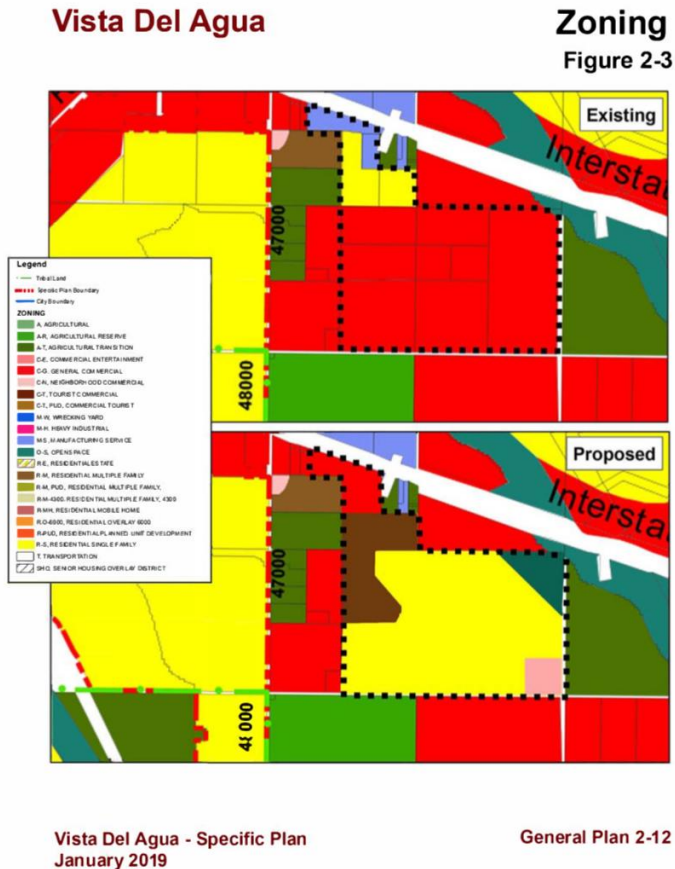 Vista Del Agua
Zoning
Figure 2-3
Existing
Interstat
47000
48000
Legend
Tribal Land
Specific Plan Boundary
City Boundary
ZONING
A, AGRICULTURAL
A-R, AGRICULTURAL RESERVE
A-T, AGRICULTURAL TRANSITION
C-E, COMMERCIAL ENTERTAINMENT
C-G, GENERAL COMMERCIAL
C-N, NEIGHBORHOOD COMMERCIAL
C-T, TOURIST COMMERCIAL
C-T, PUD, COMMERCIAL TOURIST
M-W, WRECKING YARD
M-H, HEAVY INDUSTRIAL
M-S, MANUFACTURING SERVICE
O-S, OPEN SPACE
R-E, RESIDENTIAL ESTATE
R-M, RESIDENTIAL MULTIPLE FAMILY
R-M, PUD, RESIDENTIAL MULTIPLE FAMILY,
R-M-4300, RESIDENTIAL MULTIPLE FAMILY, 4300
R-MH, RESIDENTIAL MOBILE HOME
R.O-6000, RESIDENTIAL OVERLAY 6000
R-PUD, RESIDENTIAL PLANNED UNIT DEVELOPMENT
R-S, RESIDENTIAL SINGLE FAMILY
T, TRANSPORTATION
SHO, SENIOR HOUSING OVERLAY DISTRICT
Proposed
Interstat
47000
Vista Del Agua - Specific Plan
January 2019
General Plan 2-12